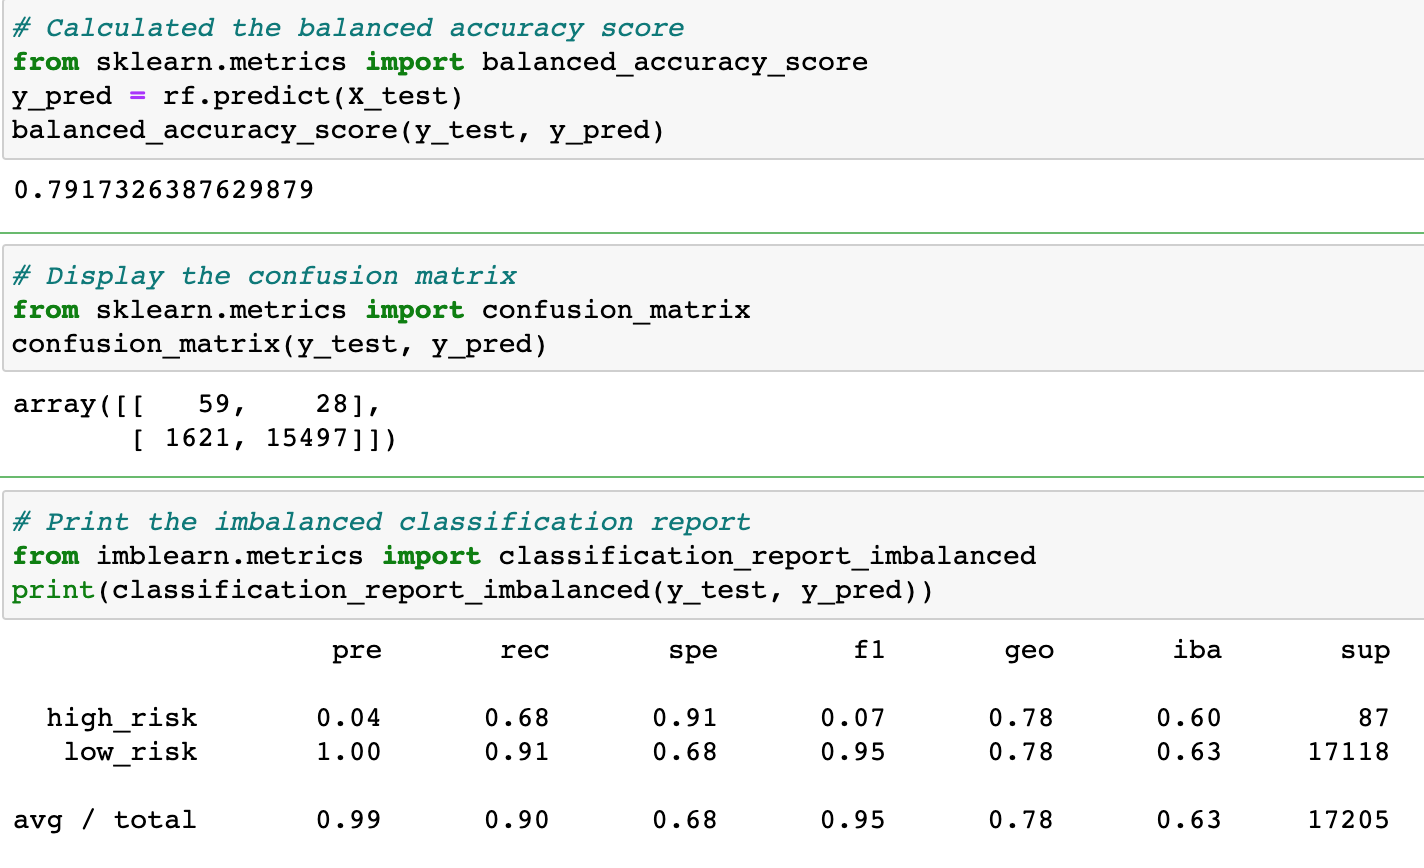 # Calculated the balanced accuracy score
from sklearn.metrics import balanced_accuracy_score
y_pred = rf.predict(X_test)
balanced_accuracy_score(y_test, y_pred)
0.7917326387629879
# Display the confusion matrix
from sklearn.metrics import confusion_matrix
confusion_matrix(y_test, y_pred)
array([[   59,    28],
       [ 1621, 15497]])
# Print the imbalanced classification report
from imblearn.metrics import classification_report_imbalanced
print(classification_report_imbalanced(y_test, y_pred))
                   pre       rec       spe        f1       geo       iba       sup
  high_risk       0.04      0.68      0.91      0.07      0.78      0.60        87
   low_risk       1.00      0.91      0.68      0.95      0.78      0.63     17118
avg / total       0.99      0.90      0.68      0.95      0.78      0.63     17205